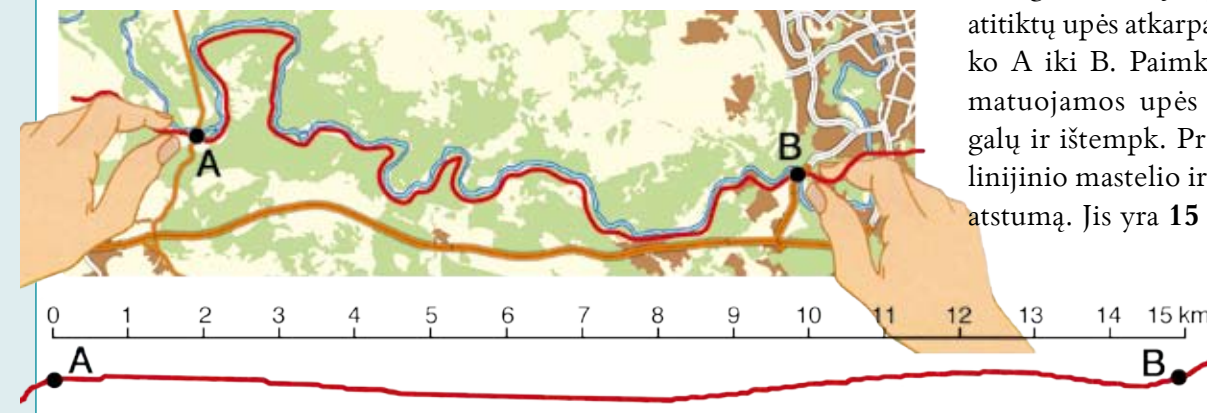 atitiktų upės atkarpą
ko A iki B. Paimk
matuojamos upės
galų ir ištempk. Pr
linijinio mastelio ir
atstumą. Jis yra 15
A
B
0 1 2 3 4 5 6 7 8 9 10 11 12 13 14 15 km
A B